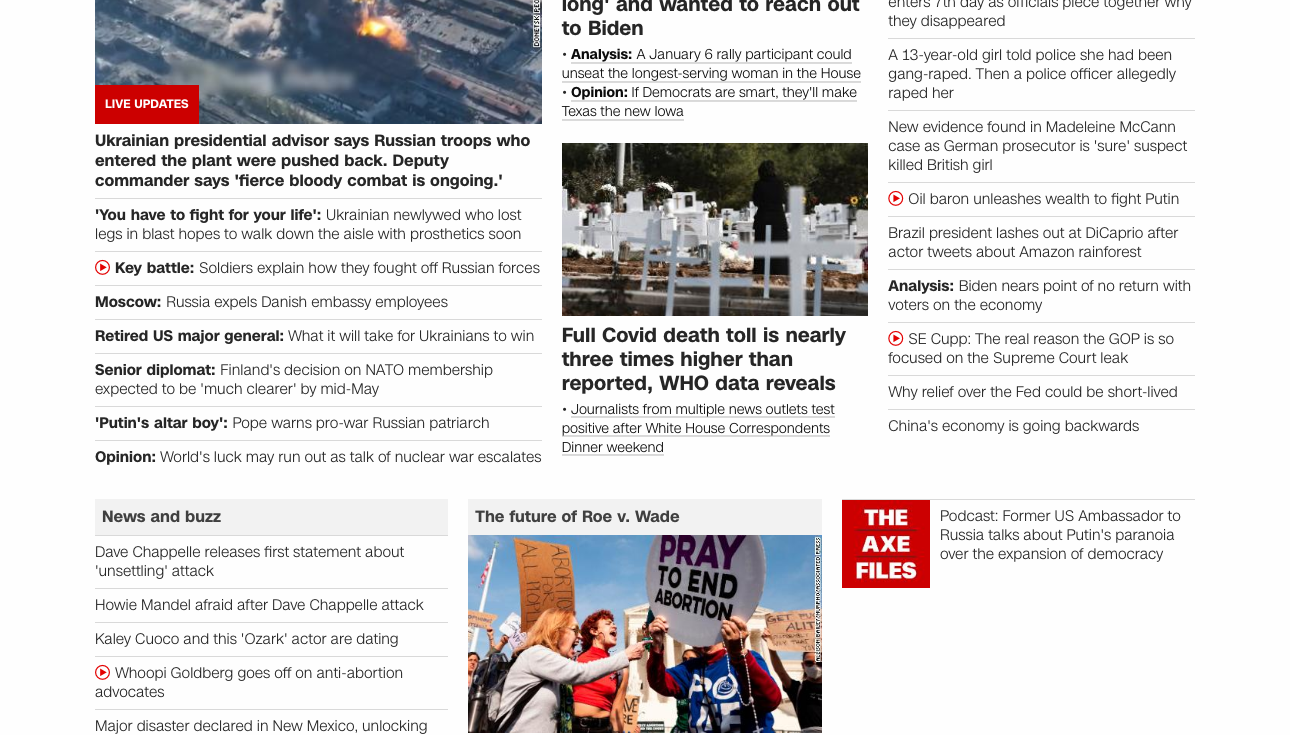 LIVE UPDATES
Ukrainian presidential advisor says Russian troops who
entered the plant were pushed back. Deputy
commander says 'fierce bloody combat is ongoing.'
'You have to fight for your life': Ukrainian newlywed who lost
legs in blast hopes to walk down the aisle with prosthetics soon
Key battle: Soldiers explain how they fought off Russian forces
Moscow: Russia expels Danish embassy employees
Retired US major general: What it will take for Ukrainians to win
Senior diplomat: Finland's decision on NATO membership
expected to be 'much clearer' by mid-May
'Putin's altar boy': Pope warns pro-war Russian patriarch
Opinion: World's luck may run out as talk of nuclear war escalates
long' and wanted to reach out
to Biden
• Analysis: A January 6 rally participant could
unseat the longest-serving woman in the House
• Opinion: If Democrats are smart, they'll make
Texas the new Iowa
Full Covid death toll is nearly
three times higher than
reported, WHO data reveals
• Journalists from multiple news outlets test
positive after White House Correspondents
Dinner weekend
enters 7th day as officials piece together why
they disappeared
A 13-year-old girl told police she had been
gang-raped. Then a police officer allegedly
raped her
New evidence found in Madeleine McCann
case as German prosecutor is 'sure' suspect
killed British girl
Oil baron unleashes wealth to fight Putin
Brazil president lashes out at DiCaprio after
actor tweets about Amazon rainforest
Analysis: Biden nears point of no return with
voters on the economy
SE Cupp: The real reason the GOP is so
focused on the Supreme Court leak
Why relief over the Fed could be short-lived
China's economy is going backwards
News and buzz
Dave Chappelle releases first statement about
'unsettling' attack
Howie Mandel afraid after Dave Chappelle attack
Kaley Cuoco and this 'Ozark' actor are dating
Whoopi Goldberg goes off on anti-abortion
advocates
Major disaster declared in New Mexico, unlocking
The future of Roe v. Wade
PRAY
TO END
ABORTION
THE
AXE
FILES
Podcast: Former US Ambassador to
Russia talks about Putin's paranoia
over the expansion of democracy